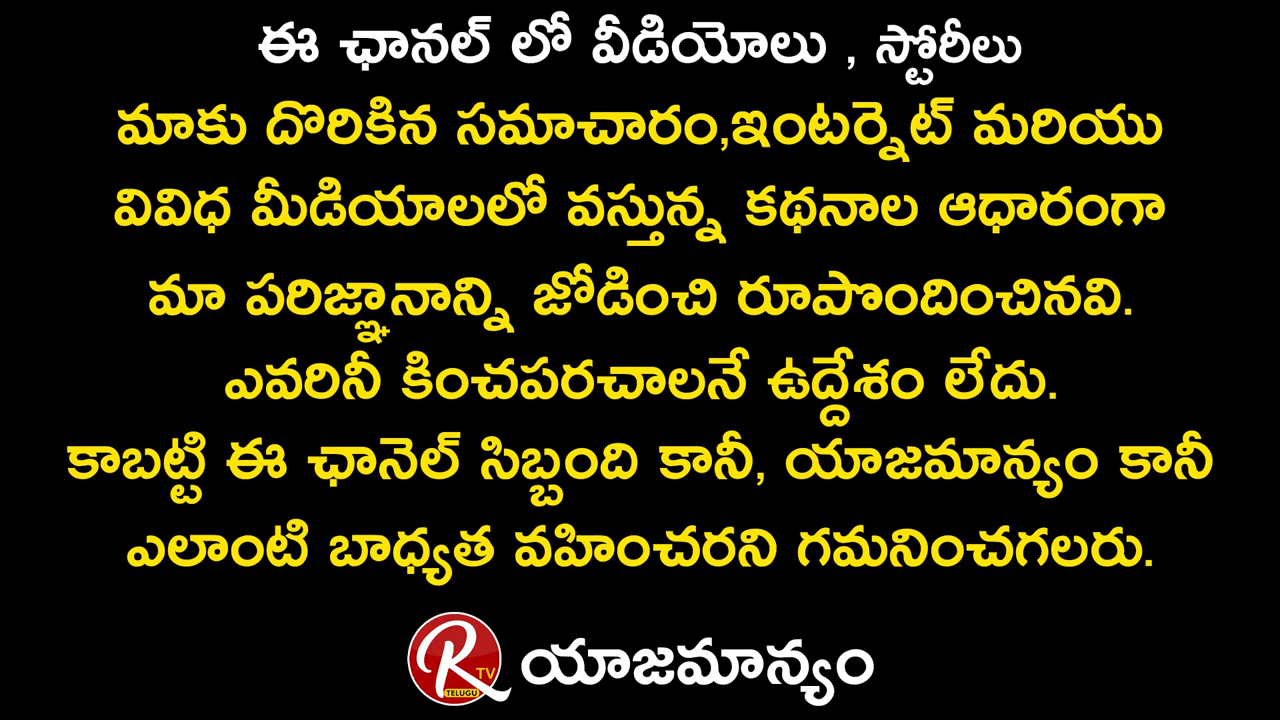 ఈ ఛానల్ లో వీడియోలు , స్టోరీలు
మాకు దొరికిన సమాచారం,ఇంటర్నెట్ మరియు
వివిధ మీడియాలలో వస్తున్న కథనాల ఆధారంగా
మా పరిజ్ఞానాన్ని జోడించి రూపొందించినవి.
ఎవరినీ కించపరచాలనే ఉద్దేశం లేదు.
కాబట్టి ఈ ఛానెల్ సిబ్బంది కానీ, యాజమాన్యం కానీ
ఎలాంటి బాధ్యత వహించరని గమనించగలరు.
R TV TELUGU యాజమాన్యం